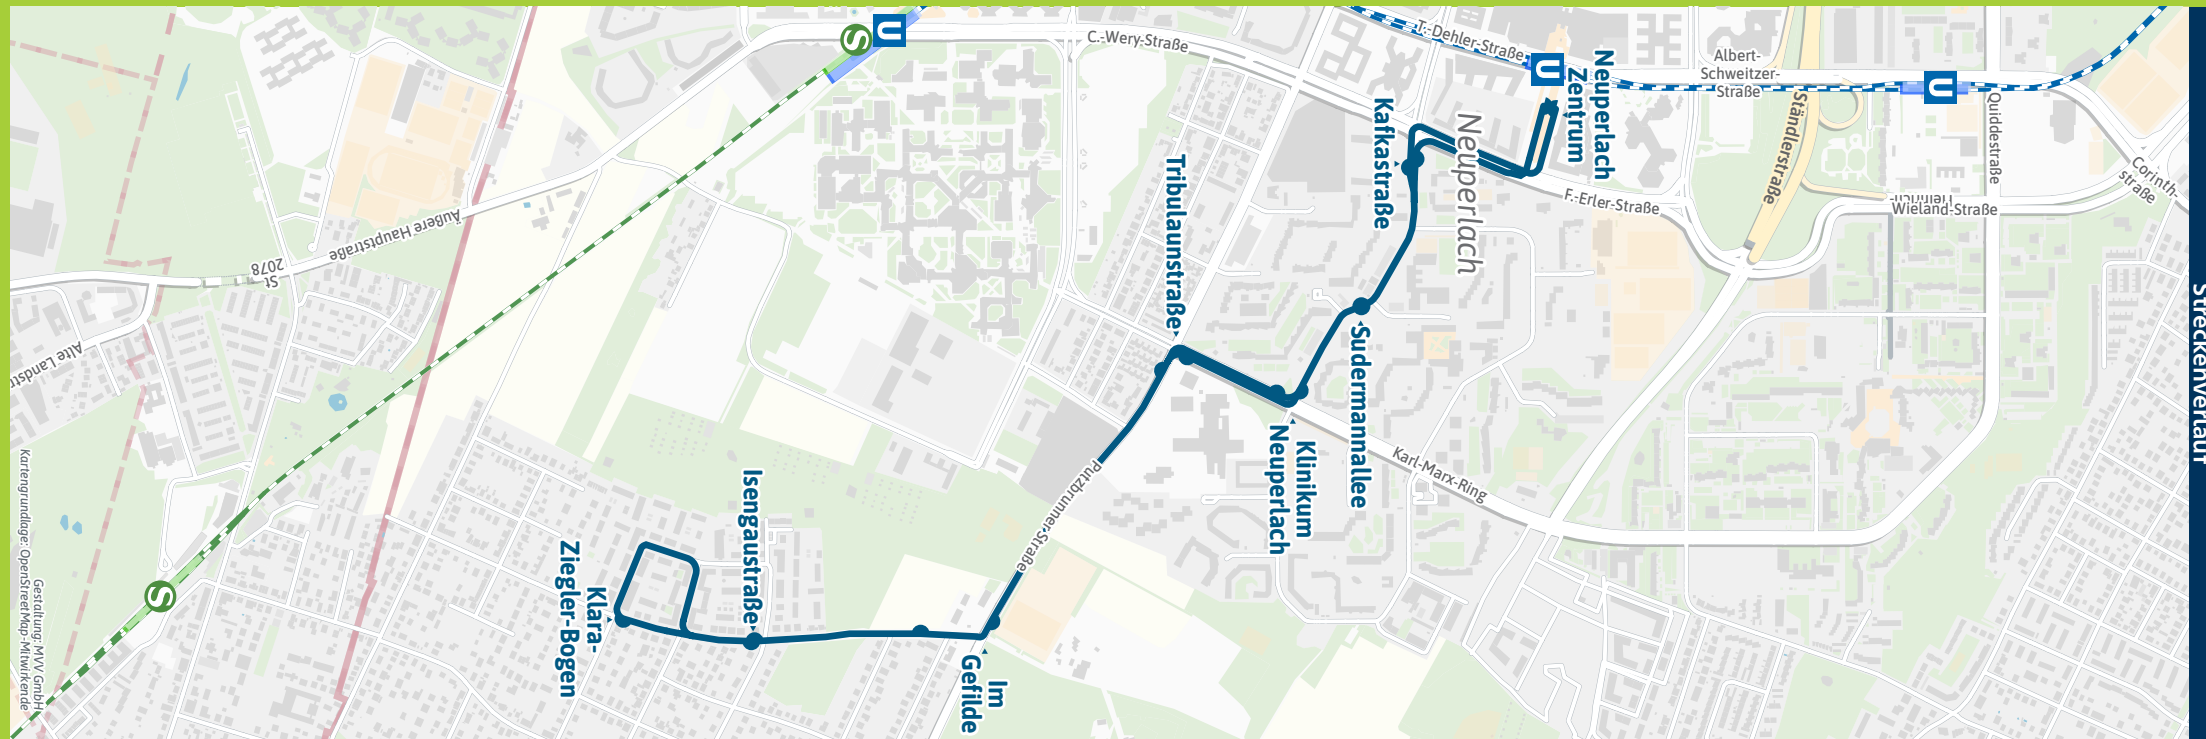 Streckenverlauf
U
S
C.-Wery-Straße
T.-Dehler-Straße
U
Neuperlach
Zentrum
Albert-
Schweitzer-
Straße
U
Ständlerstraße
Quiddestraße
Corinth-
straße
Kafkastraße
Neuperlach
F.-Erler-Straße
Wieland-Straße
Tribulaunstraße
Äußere Hauptstraße
St
2078
Sudermannallee
Klinikum
Neuperlach
Karl-Marx-Ring
Putzbrunner Straße
Isengaustraße
Klara-
Ziegler-Bogen
Im
Gefilde
S
Gestaltung: MVV GmbH
Kartengrundlage: OpenStreetMap-Mitwirkende